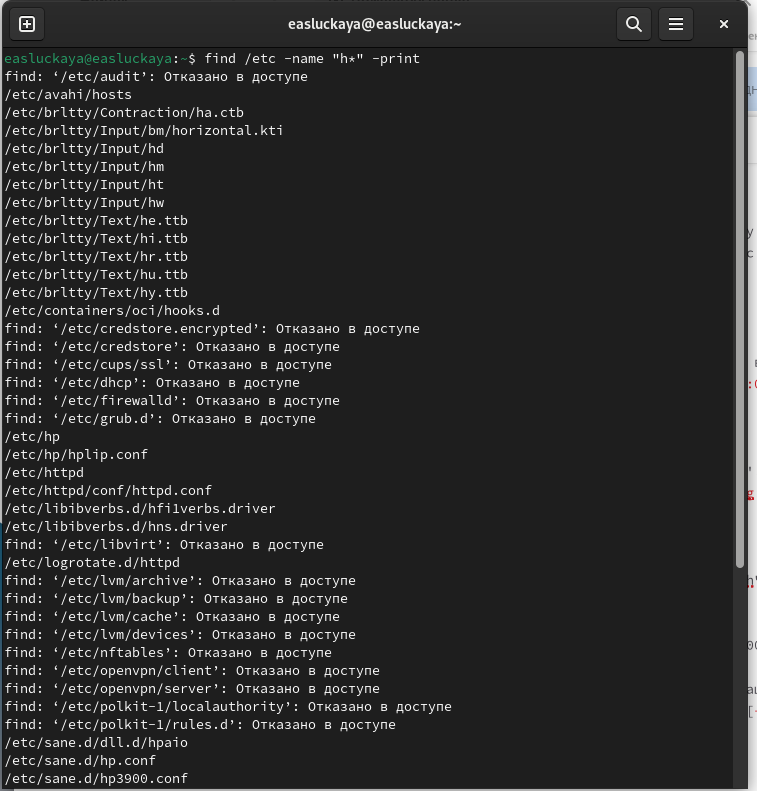 easluckaya@easluckaya:~
easluckaya@easluckaya:~$ find /etc -name "h*" -print
find: ‘/etc/audit’: Отказано в доступе
/etc/avahi/hosts
/etc/brltty/Contraction/ha.ctb
/etc/brltty/Input/bm/horizontal.kti
/etc/brltty/Input/hd
/etc/brltty/Input/hm
/etc/brltty/Input/ht
/etc/brltty/Input/hw
/etc/brltty/Text/he.ttb
/etc/brltty/Text/hi.ttb
/etc/brltty/Text/hr.ttb
/etc/brltty/Text/hu.ttb
/etc/brltty/Text/hy.ttb
/etc/containers/oci/hooks.d
find: ‘/etc/credstore.encrypted’: Отказано в доступе
find: ‘/etc/credstore’: Отказано в доступе
find: ‘/etc/cups/ssl’: Отказано в доступе
find: ‘/etc/dhcp’: Отказано в доступе
find: ‘/etc/firewalld’: Отказано в доступе
find: ‘/etc/grub.d’: Отказано в доступе
/etc/hp
/etc/hp/hplip.conf
/etc/httpd
/etc/httpd/conf/httpd.conf
/etc/libibverbs.d/hfi1verbs.driver
/etc/libibverbs.d/hns.driver
find: ‘/etc/libvirt’: Отказано в доступе
/etc/logrotate.d/httpd
find: ‘/etc/lvm/archive’: Отказано в доступе
find: ‘/etc/lvm/backup’: Отказано в доступе
find: ‘/etc/lvm/cache’: Отказано в доступе
find: ‘/etc/lvm/devices’: Отказано в доступе
find: ‘/etc/nftables’: Отказано в доступе
find: ‘/etc/openvpn/client’: Отказано в доступе
find: ‘/etc/openvpn/server’: Отказано в доступе
find: ‘/etc/polkit-1/localauthority’: Отказано в доступе
find: ‘/etc/polkit-1/rules.d’: Отказано в доступе
/etc/sane.d/dll.d/hpaio
/etc/sane.d/hp.conf
/etc/sane.d/hp3900.conf